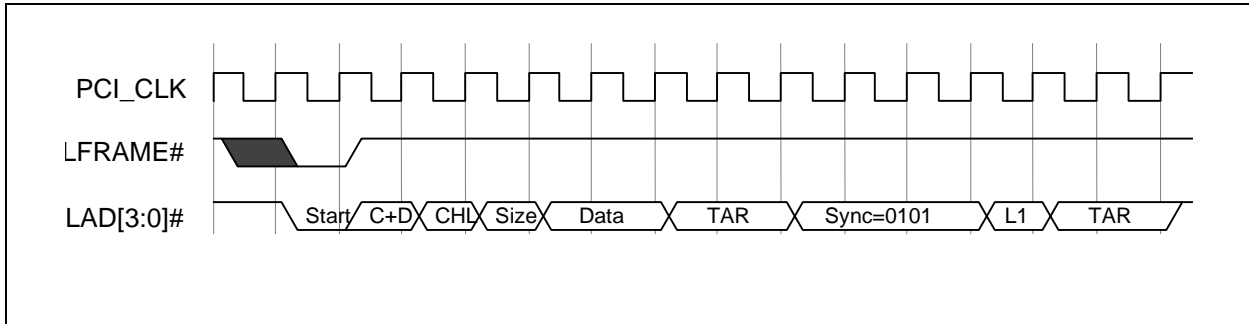 PCI_CLK
LFRAME#
LAD[3:0]# Start C+D CHL Size Data TAR Sync=0101 L1 TAR